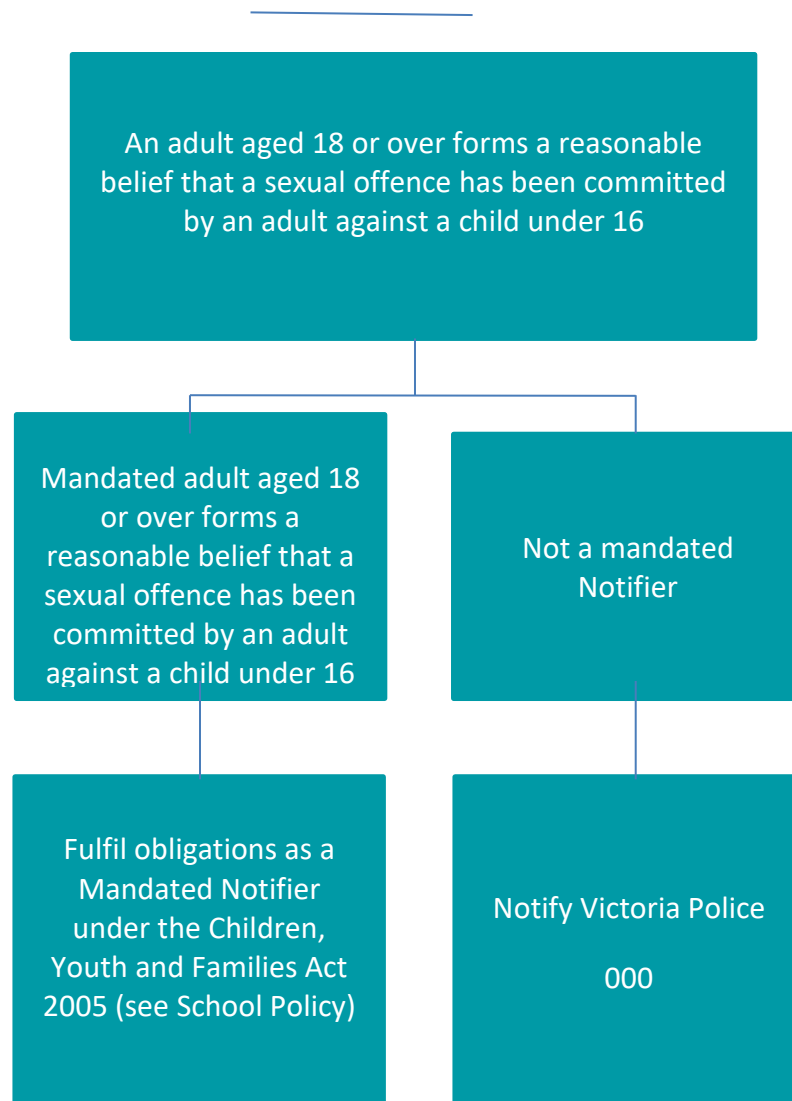 An adult aged 18 or over forms a reasonable
belief that a sexual offence has been committed
by an adult against a child under 16
Mandated adult aged 18
or over forms a
reasonable belief that a
sexual offence has been
committed by an adult
against a child under 16
Not a mandated
Notifier
Fulfil obligations as a
Mandated Notifier
under the Children,
Youth and Families Act
2005 (see School Policy)
Notify Victoria Police
000